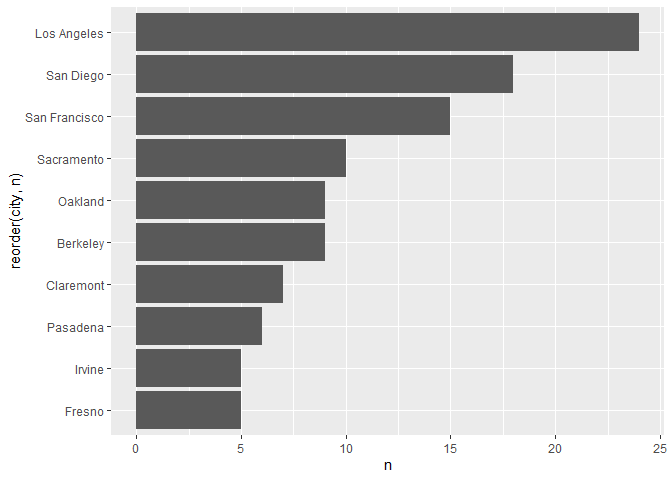 reorder(city, n)
Los Angeles
San Diego
San Francisco
Sacramento
Oakland
Berkeley
Claremont
Pasadena
Irvine
Fresno
0 5 10 15 20 25
n